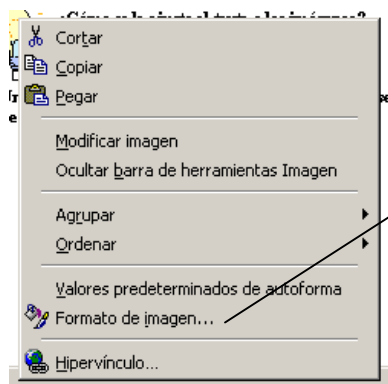 Cortar
Copiar
Pegar
Modificar imagen
Ocultar barra de herramientas Imagen
Agrupar
Ordenar
Valores predeterminados de autoforma
Formato de imagen...
Hipervínculo...